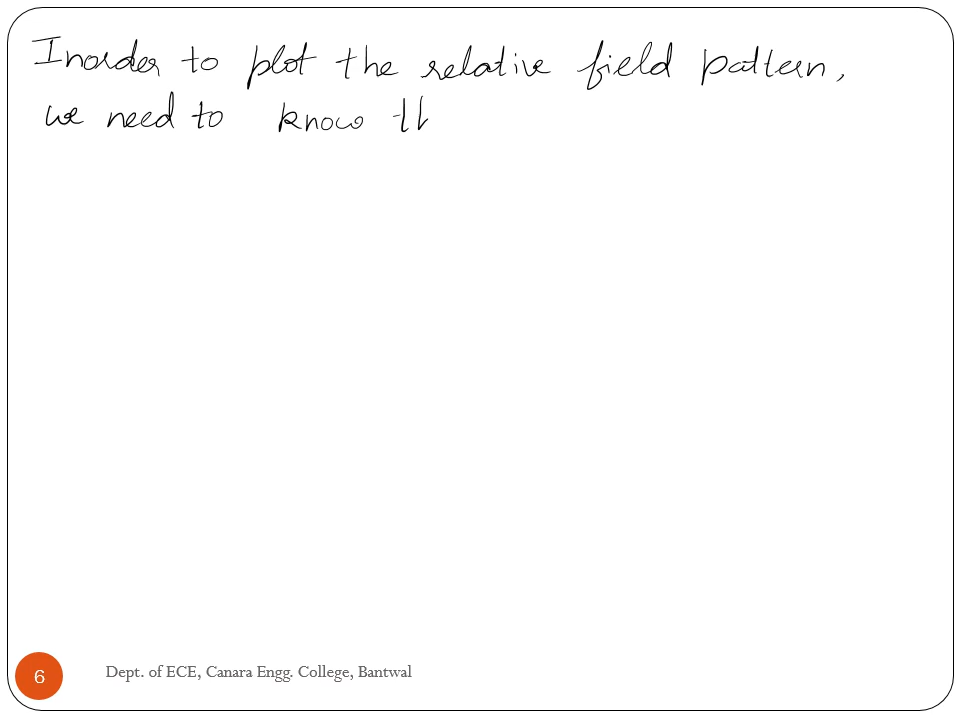 Inorder to plot the relative field pattern,
we need to know th
6
Dept. of ECE, Canara Engg. College, Bantwal